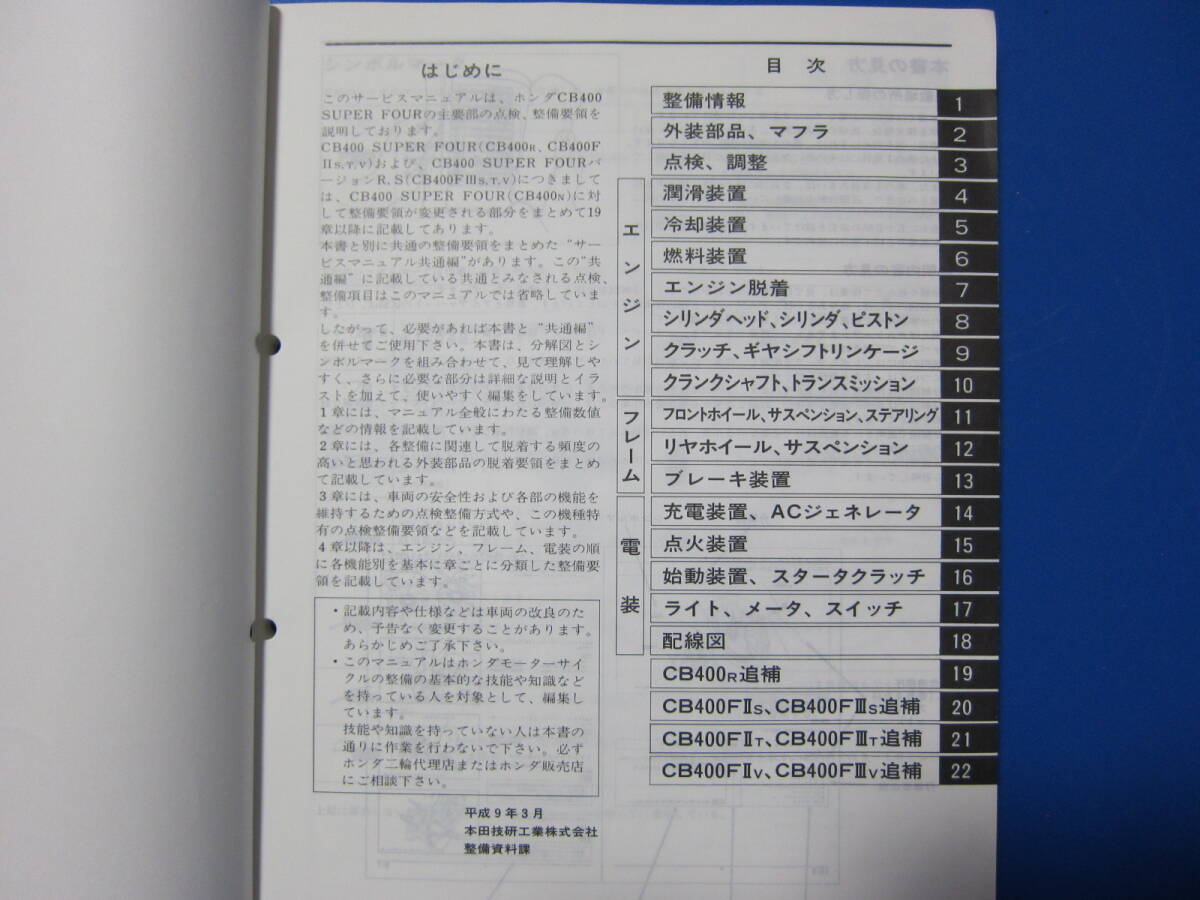 はじめに
このサービスマニュアルは、ホンダCB400
SUPER FOURの主要部の点検、整備要領を
説明しております。
CB400 SUPER FOUR(CB400R、CB400F
IIS,T,V)および、CB400 SUPER FOURバ
ージョンR,S(CB400FIIIS,T,V)につきまして
は、CB400 SUPER FOUR(CB400N)に対
して整備要領が変更される部分をまとめて19
章以降に記載してあります。
本書と別に共通の整備要領をまとめた“サー
ビスマニュアル共通編”があります。この“共
通編”に記載している共通とみなされる点検、
整備項目はこのマニュアルでは省略していま
す。
したがって、必要があれば本書と“共通編”
を併せてご使用下さい。本書は、分解図とシ
ンボルマークを組み合わせて、見て理解しや
すく、さらに必要な部分は詳細な説明とイラ
ストを加えて、使いやすく編集をしています。
1章には、マニュアル全般にわたる整備数値
などの情報を記載しています。
2章には、各整備に関連して脱着する頻度の
高いと思われる外装部品の脱着要領をまとめ
て記載しています。
3章には、車両の安全性および各部の機能を
維持するための点検整備方式や、この機種特
有の点検整備要領などを記載しています。
4章以降は、エンジン、フレーム、電装の順
に各機能別を基本に章ごとに分類した整備要
領を記載しています。
・記載内容や仕様などは車両の改良のた
め、予告なく変更することがあります。
あらかじめご了承下さい。
・このマニュアルはホンダモーターサイ
クルの整備の基本的な技能や知識など
を持っている人を対象として、編集し
ています。
技能や知識を持っていない人は本書の
通りに作業を行わないで下さい。必ず
ホンダ二輪代理店またはホンダ販売店
にご相談下さい。
平成9年3月
本田技研工業株式会社
整備資料課
目 次
整備情報 1
外装部品、マフラ 2
点検、調整 3
エンジン
潤滑装置 4
冷却装置 5
燃料装置 6
エンジン脱着 7
シリンダヘッド、シリンダ、ピストン 8
クラッチ、ギヤシフトリンケージ 9
クランクシャフト、トランスミッション 10
フレーム
フロントホイール、サスペンション、ステアリング 11
リヤホイール、サスペンション 12
ブレーキ装置 13
電装
充電装置、ACジェネレータ 14
点火装置 15
始動装置、スタータクラッチ 16
ライト、メータ、スイッチ 17
配線図 18
CB400R追補 19
CB400FIIS、CB400FIIIS追補 20
CB400FIIT、CB400FIIIT追補 21
CB400FIIV、CB400FIIIV追補 22